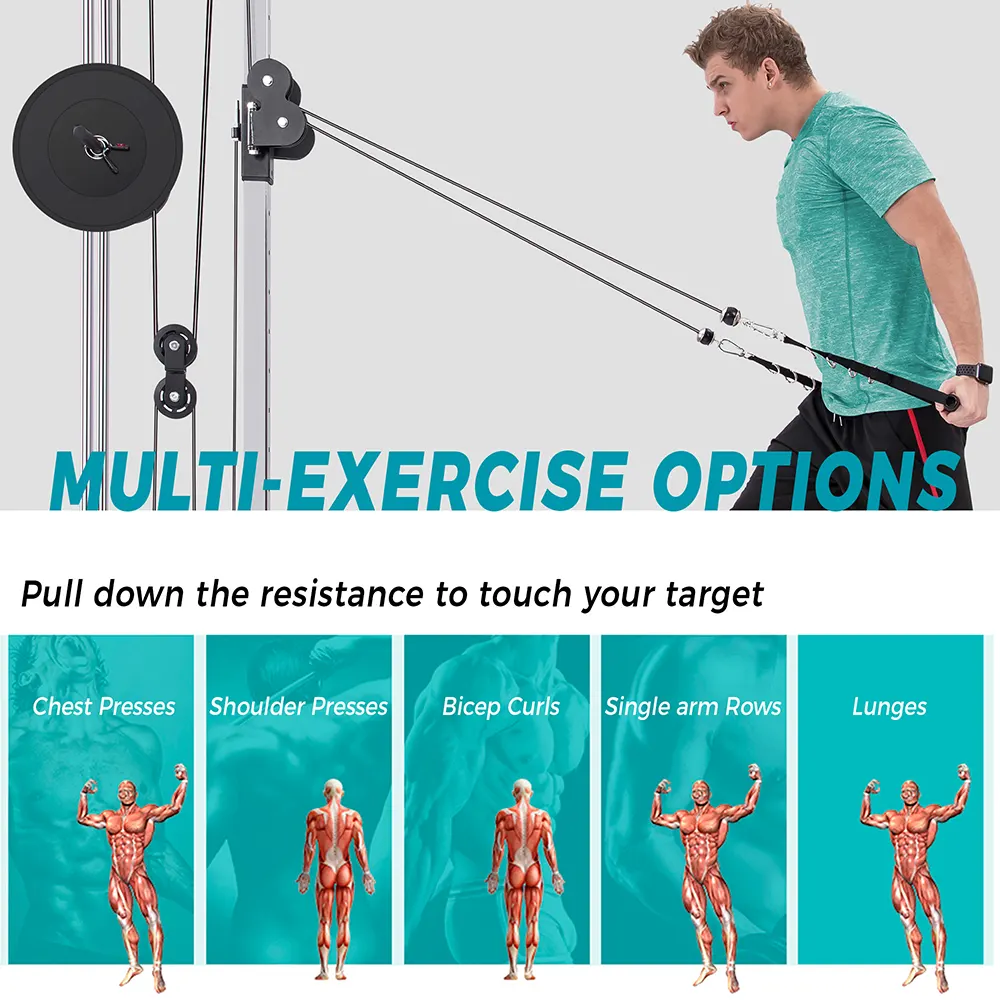 MULTI-EXERCISE OPTIONS
Pull down the resistance to touch your target
Chest Presses
Shoulder Presses
Bicep Curls
Single arm Rows
Lunges